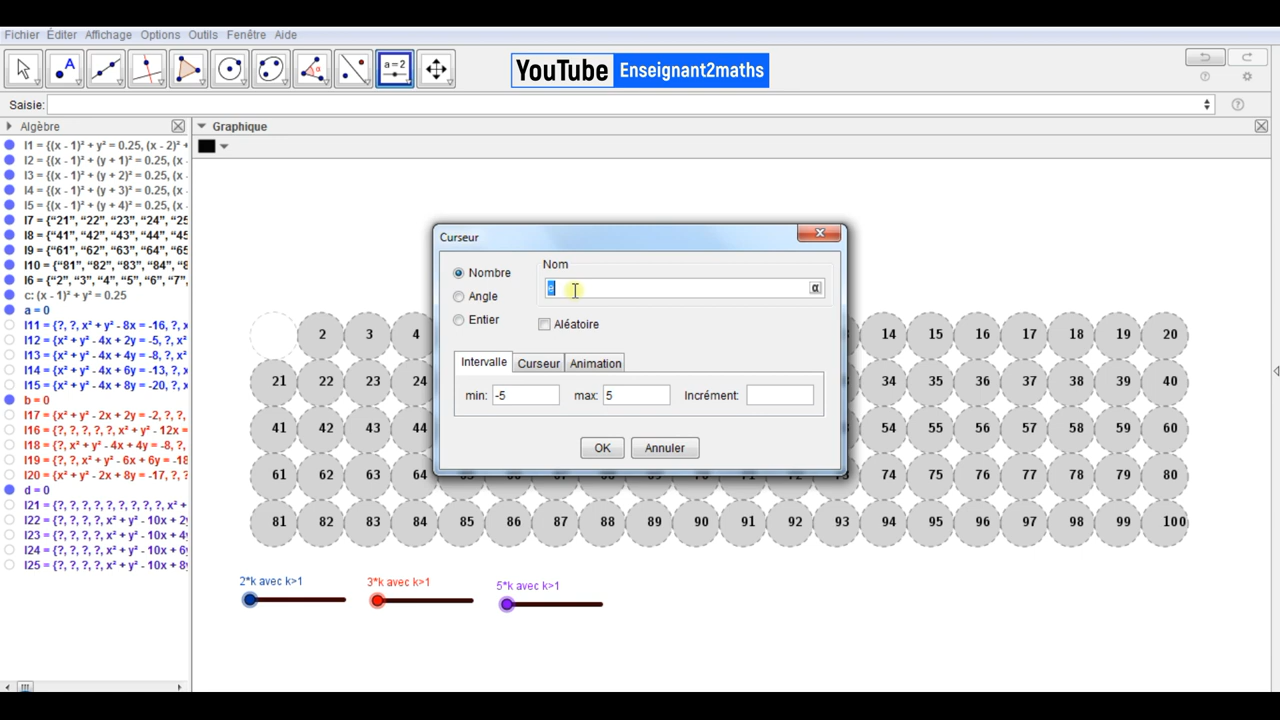 Fichier Éditer Affichage Options Outils Fenêtre Aide
a = 2
YouTube Enseignant2maths
Saisie:
Algèbre
Graphique
l1 = {(x - 1)² + y² = 0.25, (x - 2)² +
l2 = {(x - 1)² + (y + 1)² = 0.25, (x -
l3 = {(x - 1)² + (y + 2)² = 0.25, (x -
l4 = {(x - 1)² + (y + 3)² = 0.25, (x -
l5 = {(x - 1)² + (y + 4)² = 0.25, (x -
l7 = {“21”, “22”, “23”, “24”, “25
l8 = {“41”, “42”, “43”, “44”, “45
l9 = {“61”, “62”, “63”, “64”, “65
l10 = {“81”, “82”, “83”, “84”, “8
l6 = {“2”, “3”, “4”, “5”, “6”, “7”,
c: (x - 1)² + y² = 0.25
a = 0
l11 = {?, ?, x² + y² - 8x = -16, ?, x
l12 = {x² + y² - 4x + 2y = -5, ?, x
l13 = {x² + y² - 4x + 4y = -8, ?, x
l14 = {x² + y² - 4x + 6y = -13, ?, x
l15 = {x² + y² - 4x + 8y = -20, ?, x
b = 0
l17 = {x² + y² - 2x + 2y = -2, ?, ?,
l16 = {?, ?, ?, ?, ?, x² + y² - 12x =
l18 = {?, x² + y² - 4x + 4y = -8, ?,
l19 = {?, ?, x² + y² - 6x + 6y = -18
l20 = {x² + y² - 2x + 8y = -17, ?, ?
d = 0
l21 = {?, ?, ?, ?, ?, ?, ?, ?, ?, x² +
l22 = {?, ?, ?, ?, x² + y² - 10x + 2y
l23 = {?, ?, ?, ?, x² + y² - 10x + 4y
l24 = {?, ?, ?, ?, x² + y² - 10x + 6y
l25 = {?, ?, ?, ?, x² + y² - 10x + 8y
Curseur
Nombre
Angle
Entier
Nom
e
α
Aléatoire
Intervalle Curseur Animation
min: -5 max: 5 Incrément:
OK Annuler
2 3 4 14 15 16 17 18 19 20
21 22 23 24 34 35 36 37 38 39 40
41 42 43 44 54 55 56 57 58 59 60
61 62 63 64 65 66 67 68 69 70 71 72 73 74 75 76 77 78 79 80
81 82 83 84 85 86 87 88 89 90 91 92 93 94 95 96 97 98 99 100
2*k avec k>1
3*k avec k>1
5*k avec k>1